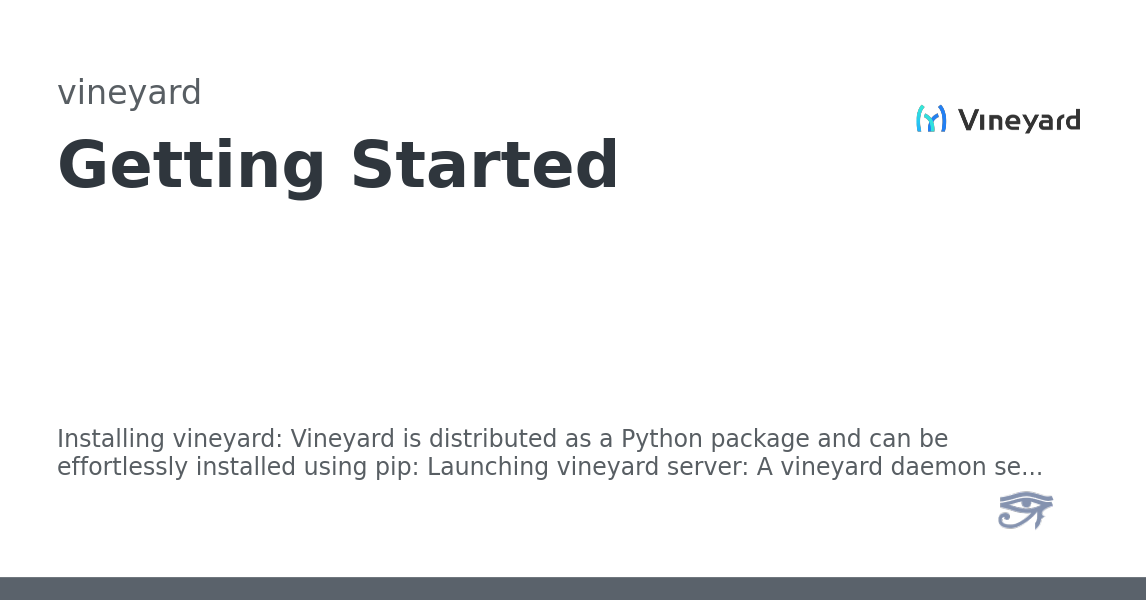 vineyard
Vineyard
Getting Started
Installing vineyard: Vineyard is distributed as a Python package and can be
effortlessly installed using pip: Launching vineyard server: A vineyard daemon se...